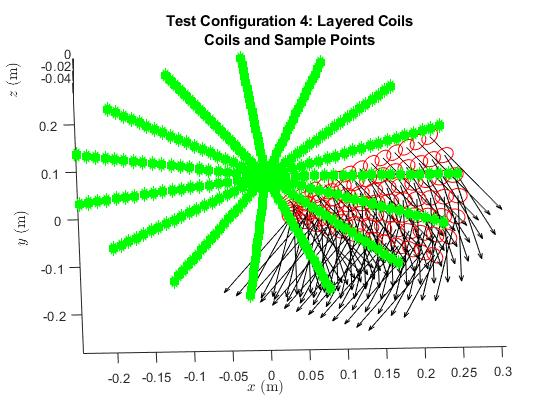 Test Configuration 4: Layered Coils
Coils and Sample Points
z (m)
0
-0.02
-0.04
y (m)
0.2
0.1
0
-0.1
-0.2
-0.2 -0.15 -0.1 -0.05 0 0.05 0.1 0.15 0.2 0.25 0.3
x (m)